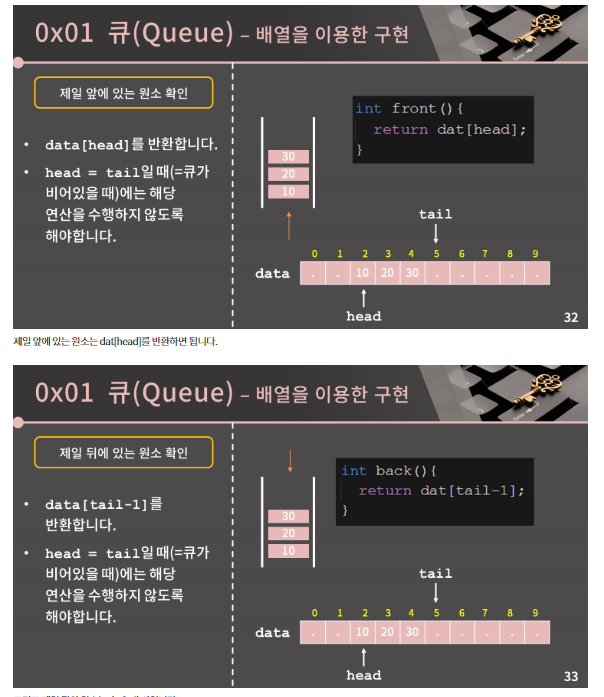 0x01 큐(Queue) – 배열을 이용한 구현
제일 앞에 있는 원소 확인
• data[head]를 반환합니다.
• head = tail일 때(=큐가
비어있을 때)에는 해당
연산을 수행하지 않도록
해야합니다.
30
20
10
int front(){
return dat[head];
}
tail
0 1 2 3 4 5 6 7 8 9
data . . 10 20 30 . . . . .
head
32
제일 앞에 있는 원소는 dat[head]를 반환하면 됩니다.
0x01 큐(Queue) – 배열을 이용한 구현
제일 뒤에 있는 원소 확인
• data[tail-1]를
반환합니다.
• head = tail일 때(=큐가
비어있을 때)에는 해당
연산을 수행하지 않도록
해야합니다.
30
20
10
int back(){
return dat[tail-1];
}
tail
0 1 2 3 4 5 6 7 8 9
data . . 10 20 30 . . . . .
head
33